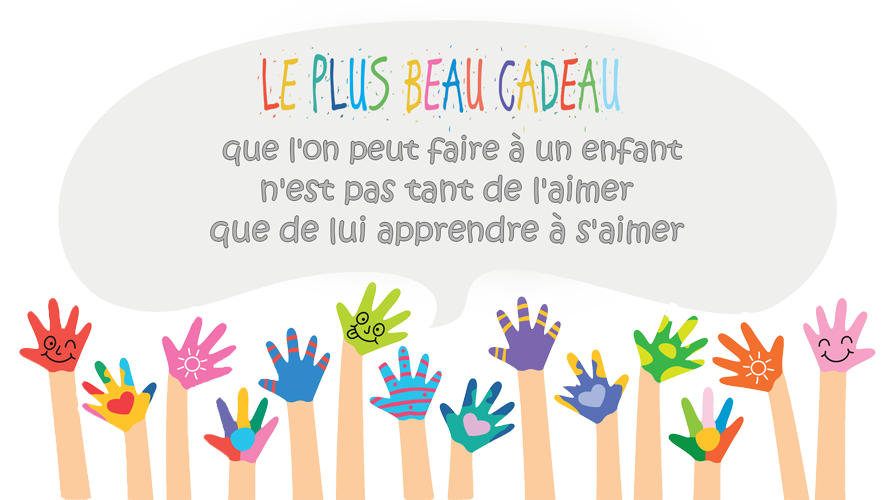 LE PLUS BEAU CADEAU
que l'on peut faire à un enfant
n'est pas tant de l'aimer
que de lui apprendre à s'aimer